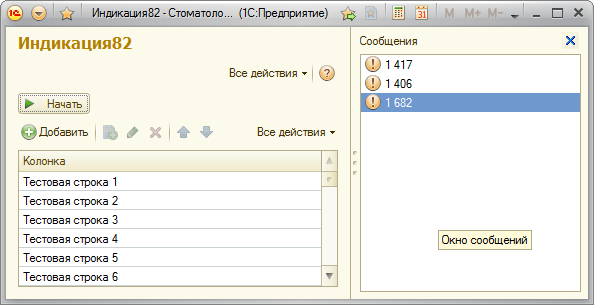 Индикация82 - Стоматоло... (1С:Предприятие)
M M+ M-
Индикация82
Все действия
Начать
Добавить Все действия
Колонка
Тестовая строка 1
Тестовая строка 2
Тестовая строка 3
Тестовая строка 4
Тестовая строка 5
Тестовая строка 6
Сообщения
1 417
1 406
1 682
Окно сообщений